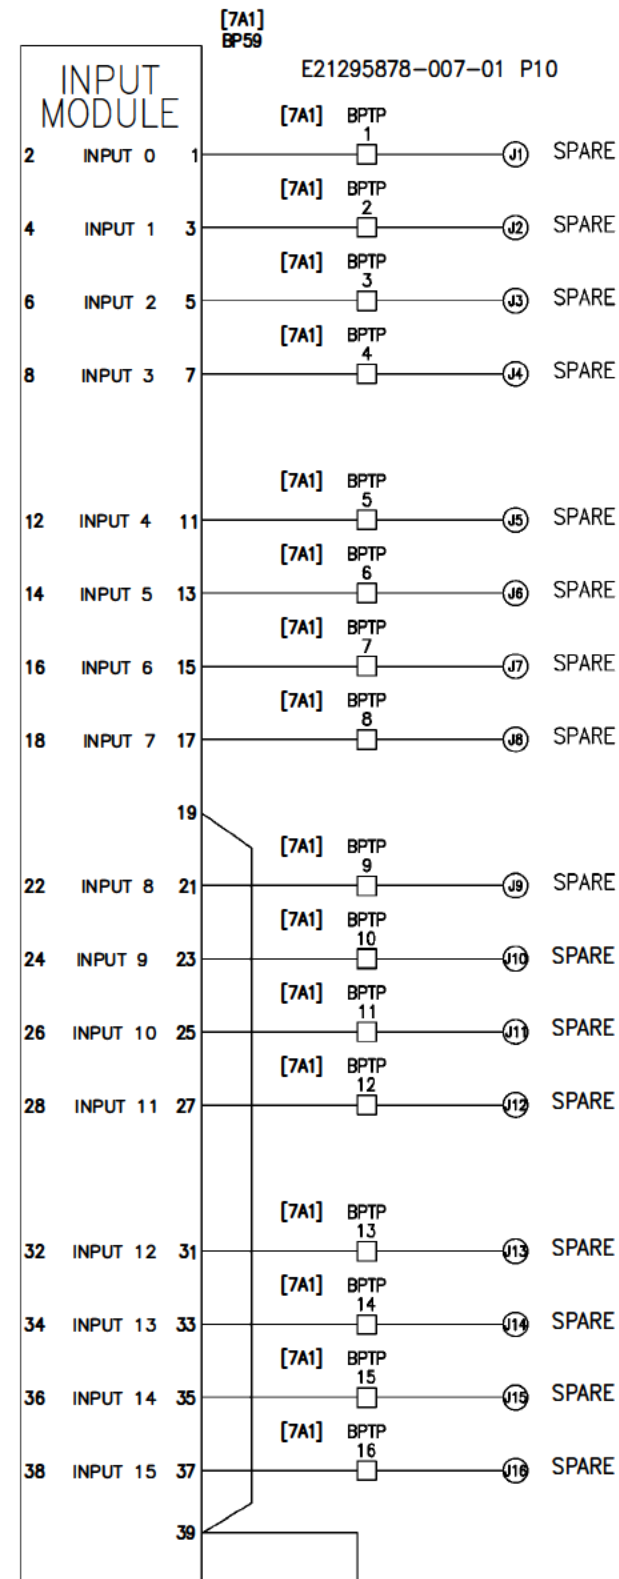 [7A1]
BP59
INPUT
MODULE
E21295878-007-01 P10
[7A1] BPTP
1
2 INPUT 0 1 J1 SPARE
[7A1] BPTP
2
4 INPUT 1 3 J2 SPARE
[7A1] BPTP
3
6 INPUT 2 5 J3 SPARE
[7A1] BPTP
4
8 INPUT 3 7 J4 SPARE
[7A1] BPTP
5
12 INPUT 4 11 J5 SPARE
[7A1] BPTP
6
14 INPUT 5 13 J6 SPARE
[7A1] BPTP
7
16 INPUT 6 15 J7 SPARE
[7A1] BPTP
8
18 INPUT 7 17 J8 SPARE
19
[7A1] BPTP
9
22 INPUT 8 21 J9 SPARE
[7A1] BPTP
10
24 INPUT 9 23 J10 SPARE
[7A1] BPTP
11
26 INPUT 10 25 J11 SPARE
[7A1] BPTP
12
28 INPUT 11 27 J12 SPARE
[7A1] BPTP
13
32 INPUT 12 31 J13 SPARE
[7A1] BPTP
14
34 INPUT 13 33 J14 SPARE
[7A1] BPTP
15
36 INPUT 14 35 J15 SPARE
[7A1] BPTP
16
38 INPUT 15 37 J16 SPARE
39